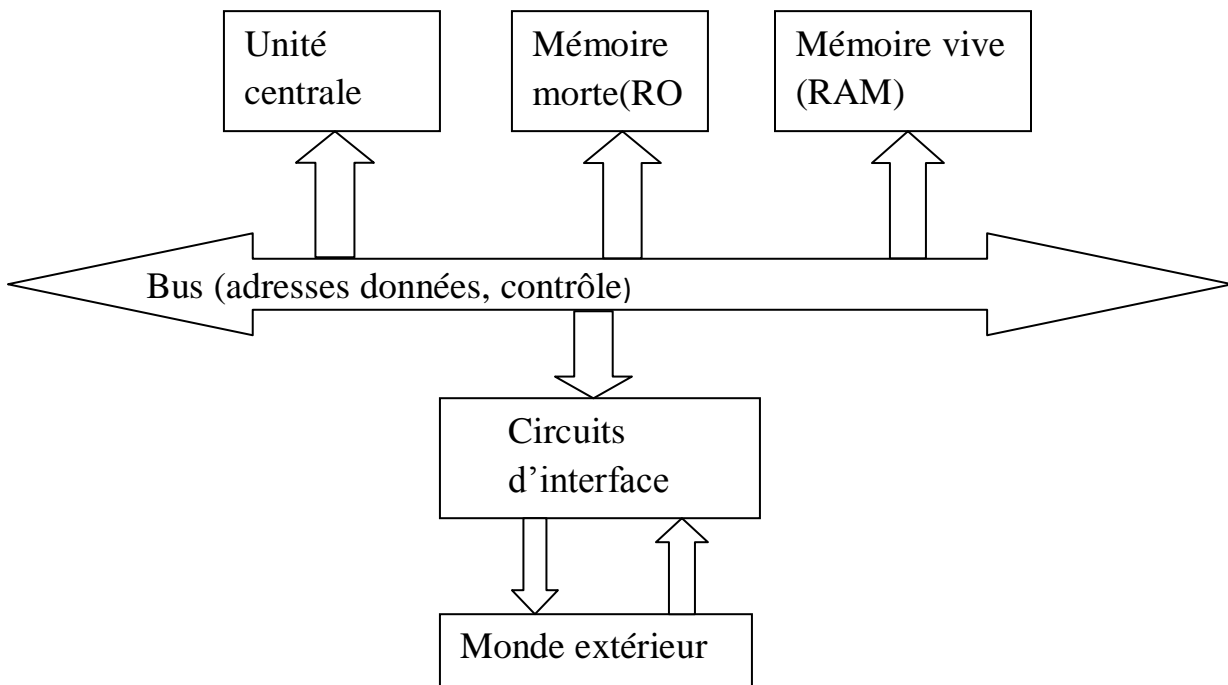 Unité
centrale
Mémoire
morte(RO
Mémoire vive
(RAM)
Bus (adresses données, contrôle)
Circuits
d’interface
Monde extérieur